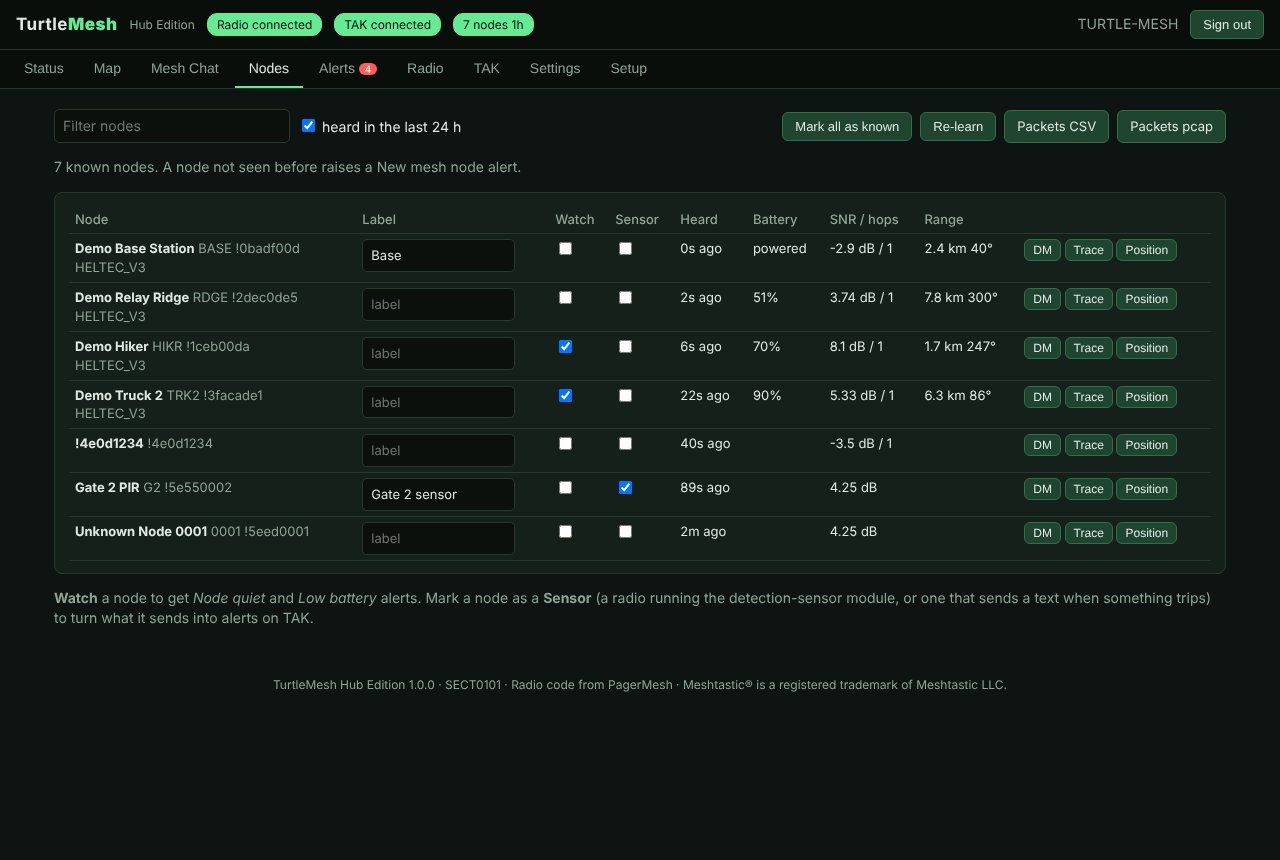 TurtleMesh Hub Edition Radio connected TAK connected 7 nodes 1h TURTLE-MESH Sign out
Status Map Mesh Chat Nodes Alerts 4 Radio TAK Settings Setup
Filter nodes heard in the last 24 h Mark all as known Re-learn Packets CSV Packets pcap
7 known nodes. A node not seen before raises a New mesh node alert.
Node Label Watch Sensor Heard Battery SNR / hops Range
Demo Base Station BASE !0badf00d Base 0s ago powered -2.9 dB / 1 2.4 km 40° DM Trace Position
HELTEC_V3
Demo Relay Ridge RDGE !2dec0de5 label 2s ago 51% 3.74 dB / 1 7.8 km 300° DM Trace Position
HELTEC_V3
Demo Hiker HIKR !1ceb00da label 6s ago 70% 8.1 dB / 1 1.7 km 247° DM Trace Position
HELTEC_V3
Demo Truck 2 TRK2 !3facade1 label 22s ago 90% 5.33 dB / 1 6.3 km 86° DM Trace Position
HELTEC_V3
!4e0d1234 !4e0d1234 label 40s ago -3.5 dB / 1 DM Trace Position
Gate 2 PIR G2 !5e550002 Gate 2 sensor 89s ago 4.25 dB DM Trace Position
Unknown Node 0001 0001 !5eed0001 label 2m ago 4.25 dB DM Trace Position
Watch a node to get Node quiet and Low battery alerts. Mark a node as a Sensor (a radio running the detection-sensor module, or one that sends a text when something trips)
to turn what it sends into alerts on TAK.
TurtleMesh Hub Edition 1.0.0 · SECT0101 · Radio code from PagerMesh · Meshtastic® is a registered trademark of Meshtastic LLC.